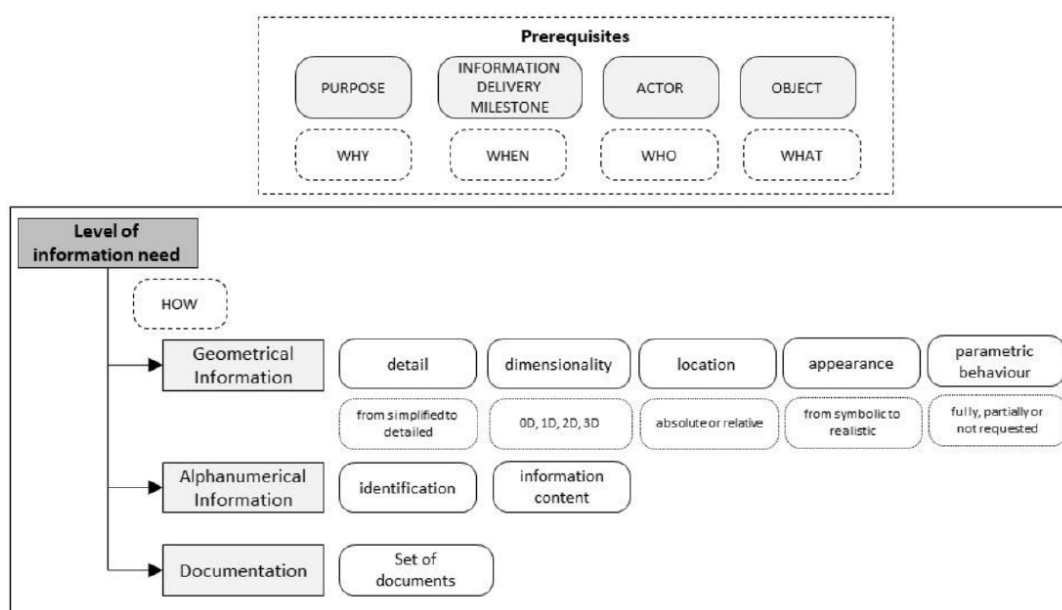 Prerequisites
PURPOSE
INFORMATION
DELIVERY
MILESTONE
ACTOR
OBJECT
WHY
WHEN
WHO
WHAT
Level of
information need
HOW
Geometrical
Information
detail
dimensionality
location
appearance
parametric
behaviour
from simplified to
detailed
0D, 1D, 2D, 3D
absolute or relative
from symbolic to
realistic
fully, partially or
not requested
Alphanumerical
Information
identification
information
content
Documentation
Set of
documents